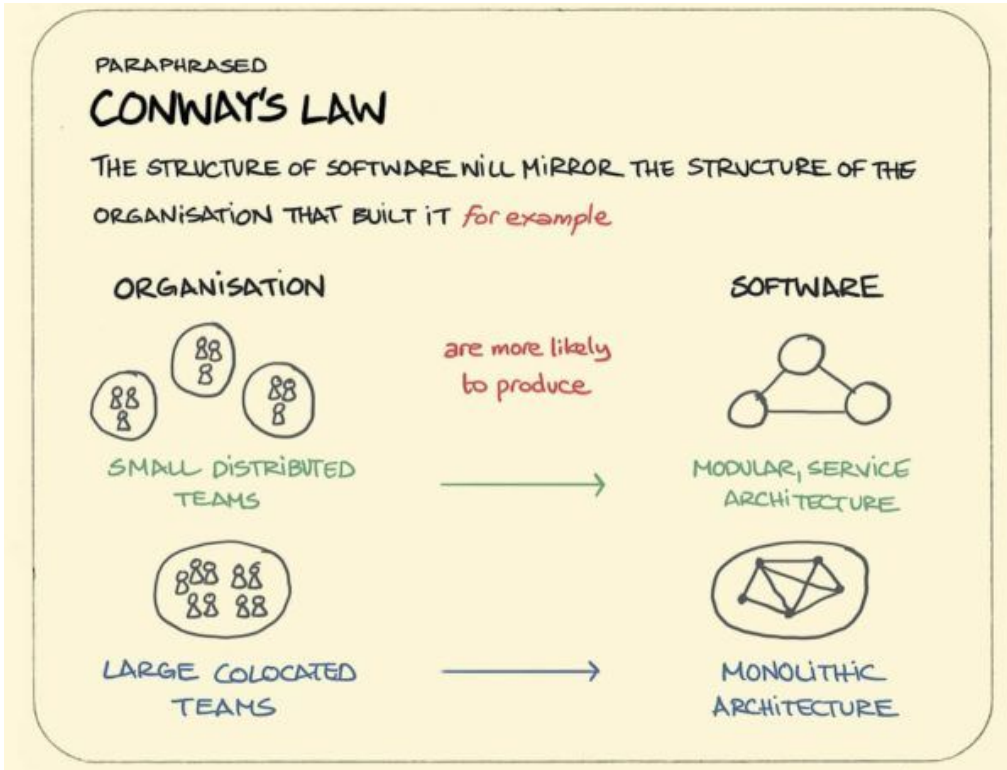 PARAPHRASED
CONWAY'S LAW
THE STRUCTURE OF SOFTWARE WILL MIRROR THE STRUCTURE OF THE
ORGANISATION THAT BUILT IT for example
ORGANISATION
SOFTWARE
are more likely
to produce
SMALL DISTRIBUTED
TEAMS
MODULAR, SERVICE
ARCHITECTURE
LARGE COLOCATED
TEAMS
MONOLITHIC
ARCHITECTURE